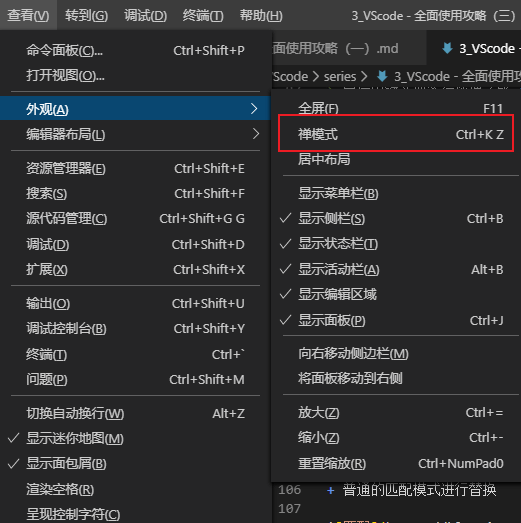 查看(V) 转到(G) 调试(D) 终端(T) 帮助(H) 3_VScode - 全面使用攻略 （三）
命令面板(C)... Ctrl+Shift+P
打开视图(O)...
外观(A)
编辑器布局(L)
资源管理器(E) Ctrl+Shift+E
搜索(S) Ctrl+Shift+F
源代码管理(C) Ctrl+Shift+G G
调试(D) Ctrl+Shift+D
扩展(X) Ctrl+Shift+X
输出(O) Ctrl+Shift+U
调试控制台(B) Ctrl+Shift+Y
终端(T) Ctrl+`
问题(P) Ctrl+Shift+M
切换自动换行(W) Alt+Z
显示迷你地图(M)
显示面包屑(B)
渲染空格(R)
呈现控制字符(C)
面使用攻略（一）.md 3_VScode - 全
Scode > series > 3_VScode - 全面使用攻略
全屏(F) F11
禅模式 Ctrl+K Z
居中布局
显示菜单栏(B)
显示侧栏(S) Ctrl+B
显示状态栏(T)
显示活动栏(A) Alt+B
显示编辑区域
显示面板(P) Ctrl+J
向右移动侧边栏(M)
将面板移动到右侧
放大(Z) Ctrl+=
缩小(Z) Ctrl+-
重置缩放(R) Ctrl+NumPad0
106 + 普通的匹配模式进行替换
107